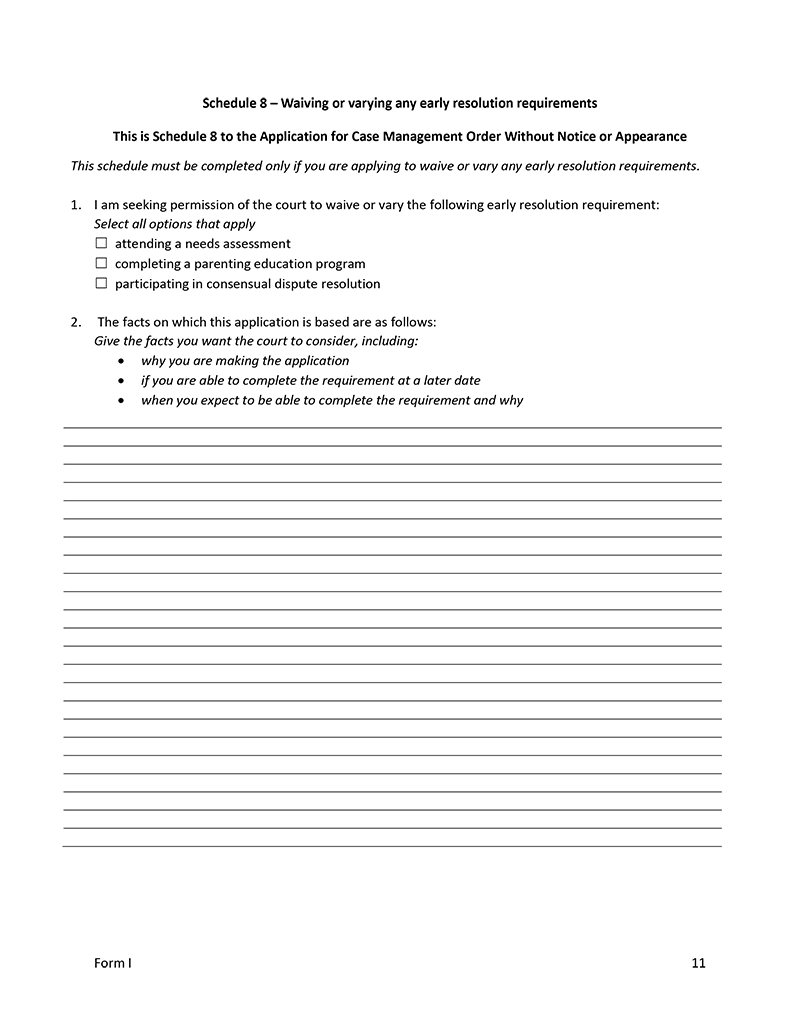 Schedule 8 – Waiving or varying any early resolution requirements
This is Schedule 8 to the Application for Case Management Order Without Notice or Appearance
This schedule must be completed only if you are applying to waive or vary any early resolution requirements.
1. I am seeking permission of the court to waive or vary the following early resolution requirement:
Select all options that apply
☐ attending a needs assessment
☐ completing a parenting education program
☐ participating in consensual dispute resolution
2. The facts on which this application is based are as follows:
Give the facts you want the court to consider, including:
• why you are making the application
• if you are able to complete the requirement at a later date
• when you expect to be able to complete the requirement and why
Form I 11